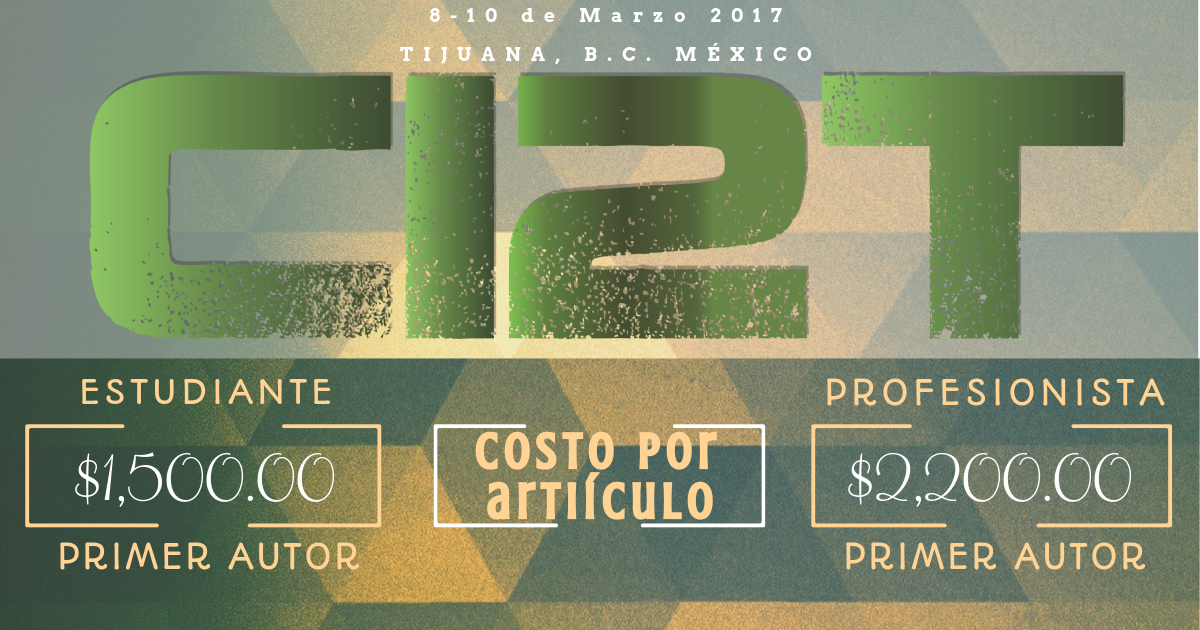 8-10 de Marzo 2017
TIJUANA, B.C. MÉXICO
CI2T
ESTUDIANTE
$1,500.00
PRIMER AUTOR
COSTO POR
ARTIÍCULO
PROFESIONISTA
$2,200.00
PRIMER AUTOR